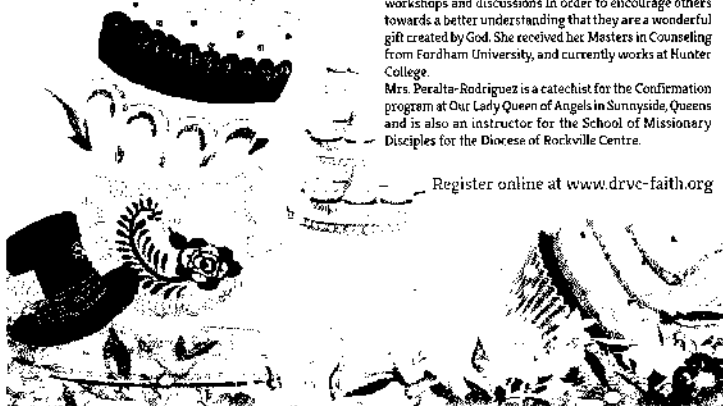 workshops and discussions in order to encourage others
towards a better understanding that they are a wonderful
gift created by God. She received her Masters in Counseling
from Fordham University, and currently works at Hunter
College.
Mrs. Peralta-Rodriguez is a catechist for the Confirmation
program at Our Lady Queen of Angels in Sunnyside, Queens
and is also an instructor for the School of Missionary
Disciples for the Diocese of Rockville Centre.
Register online at www.drvc-faith.org